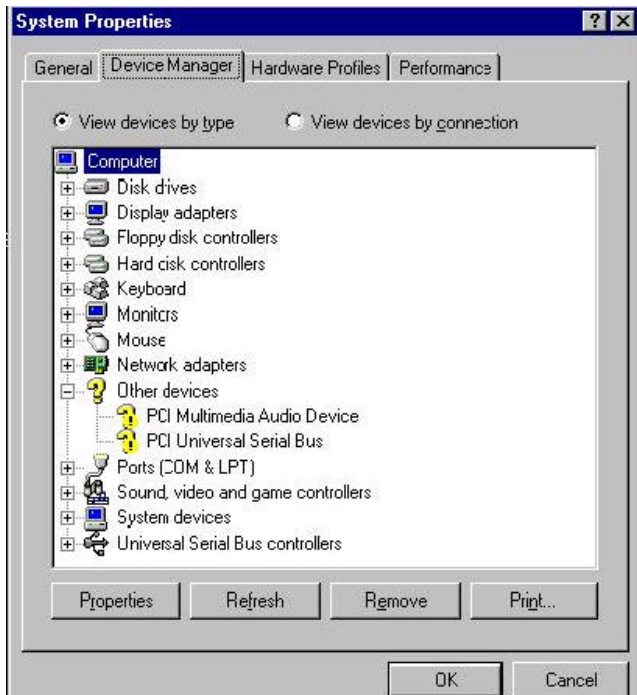 System Properties
General Device Manager Hardware Profiles Performance
View devices by type View devices by connection
Computer
Disk drives
Display adapters
Floppy disk controllers
Hard disk controllers
Keyboard
Monitors
Mouse
Network adapters
Other devices
PCI Multimedia Audio Device
PCI Universal Serial Bus
Ports (COM & LPT)
Sound, video and game controllers
System devices
Universal Serial Bus controllers
Properties Refresh Remove Print...
OK Cancel